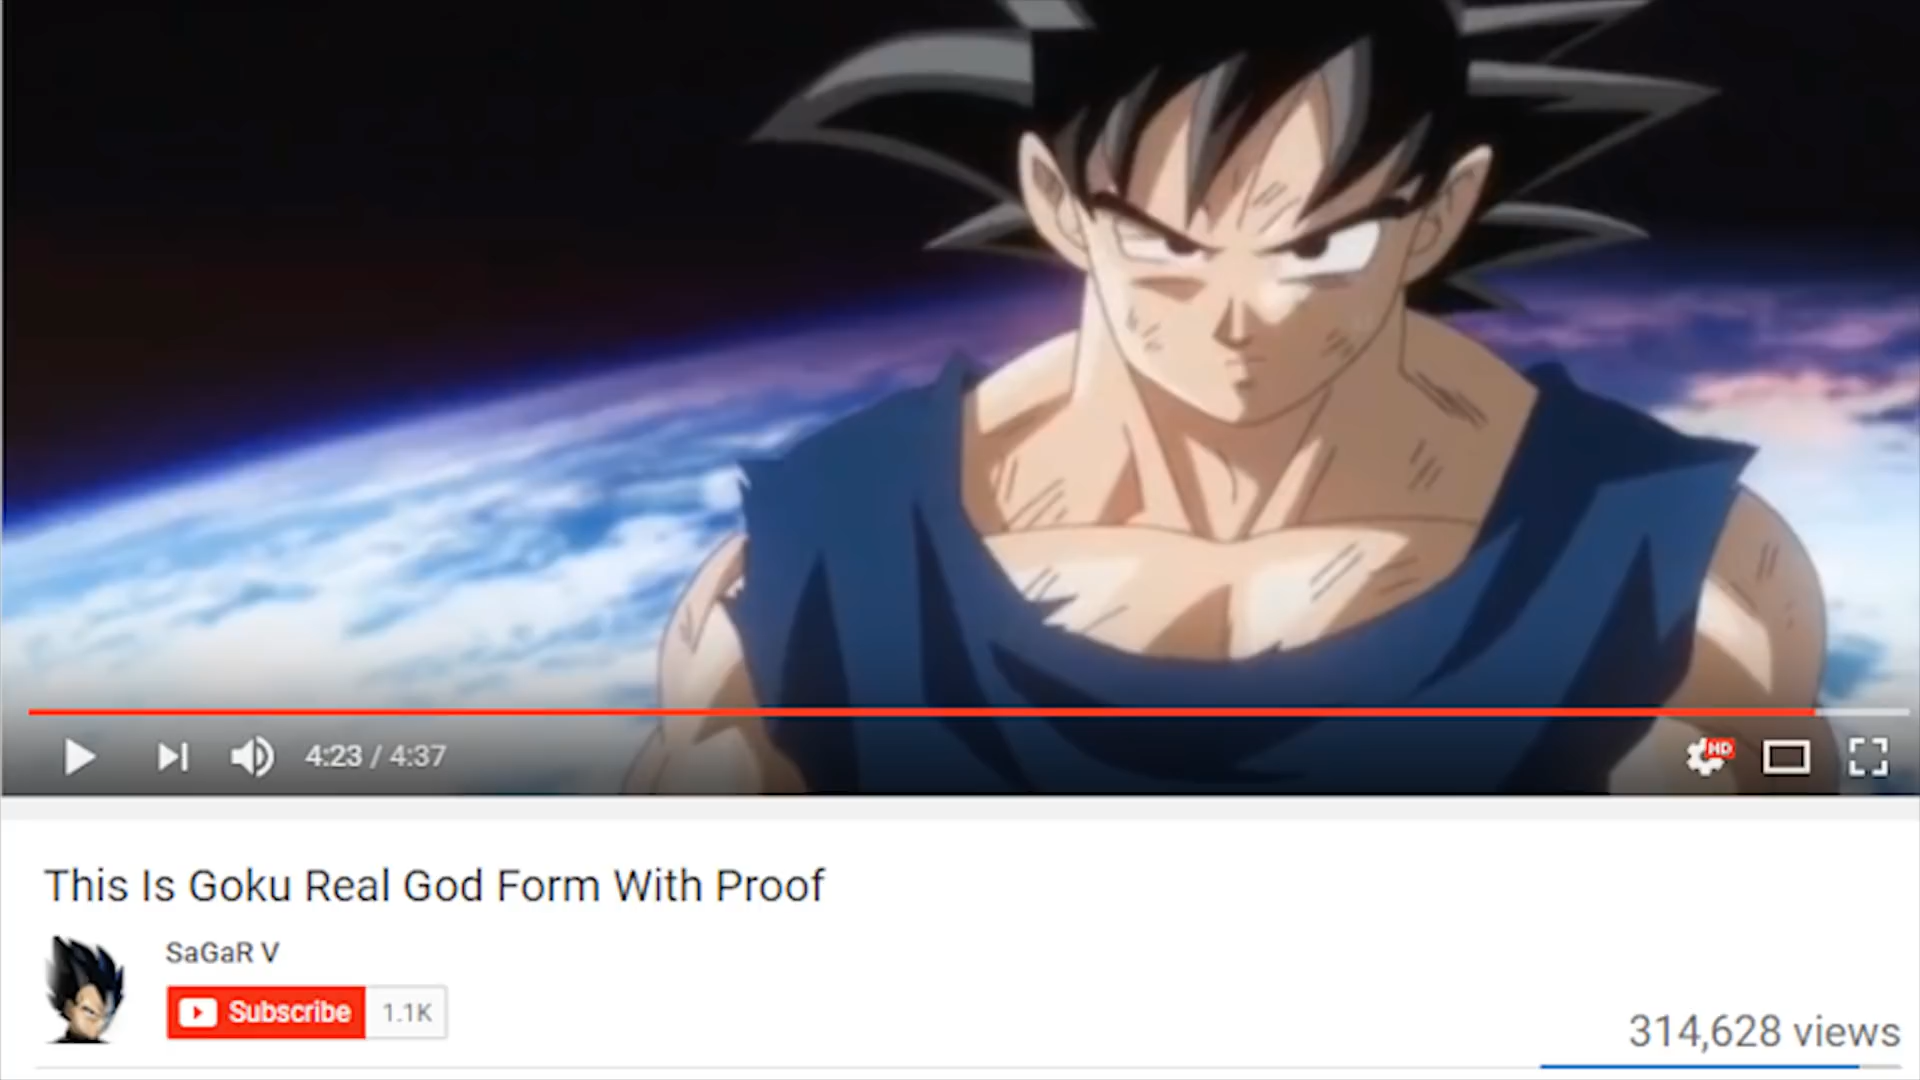 4:23 / 4:37
HD
This Is Goku Real God Form With Proof
SaGaR V
Subscribe 1.1K
314,628 views